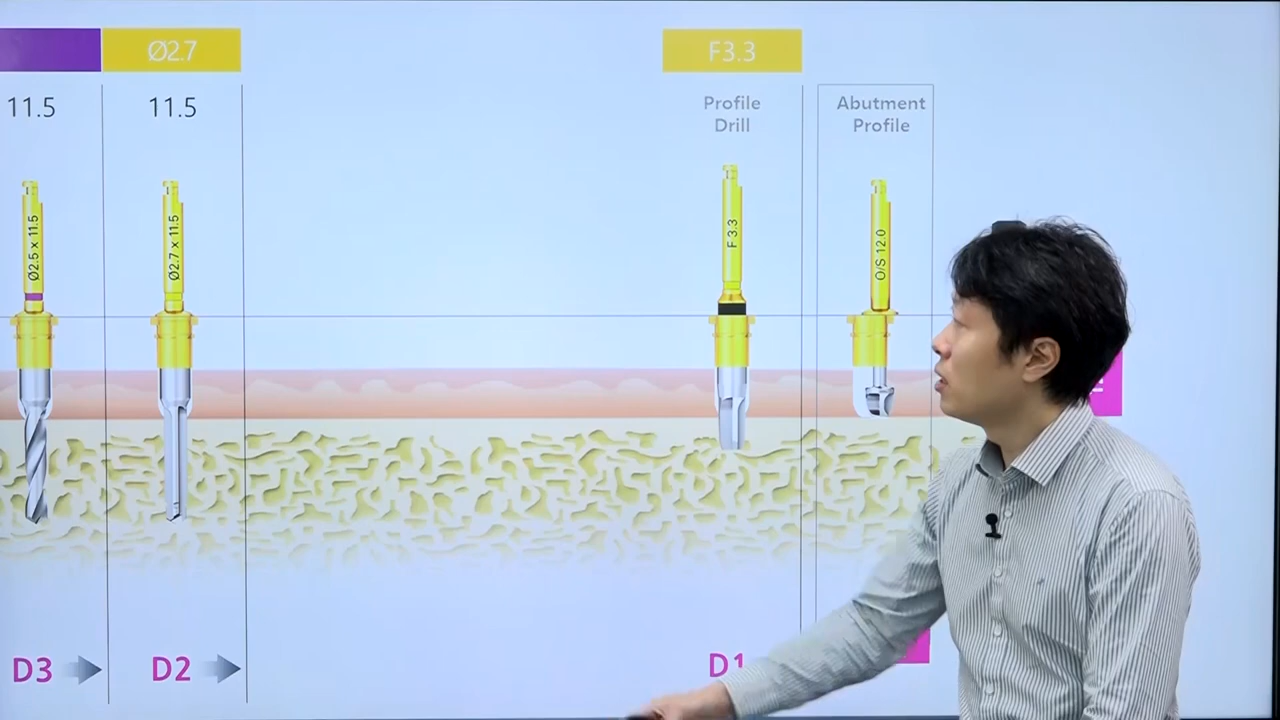 Ø2.7
F3.3
11.5
11.5
Profile
Drill
Abutment
Profile
Ø2.5 x 11.5
Ø2.7 x 11.5
F 3.3
O/S 12.0
D3
D2
D1